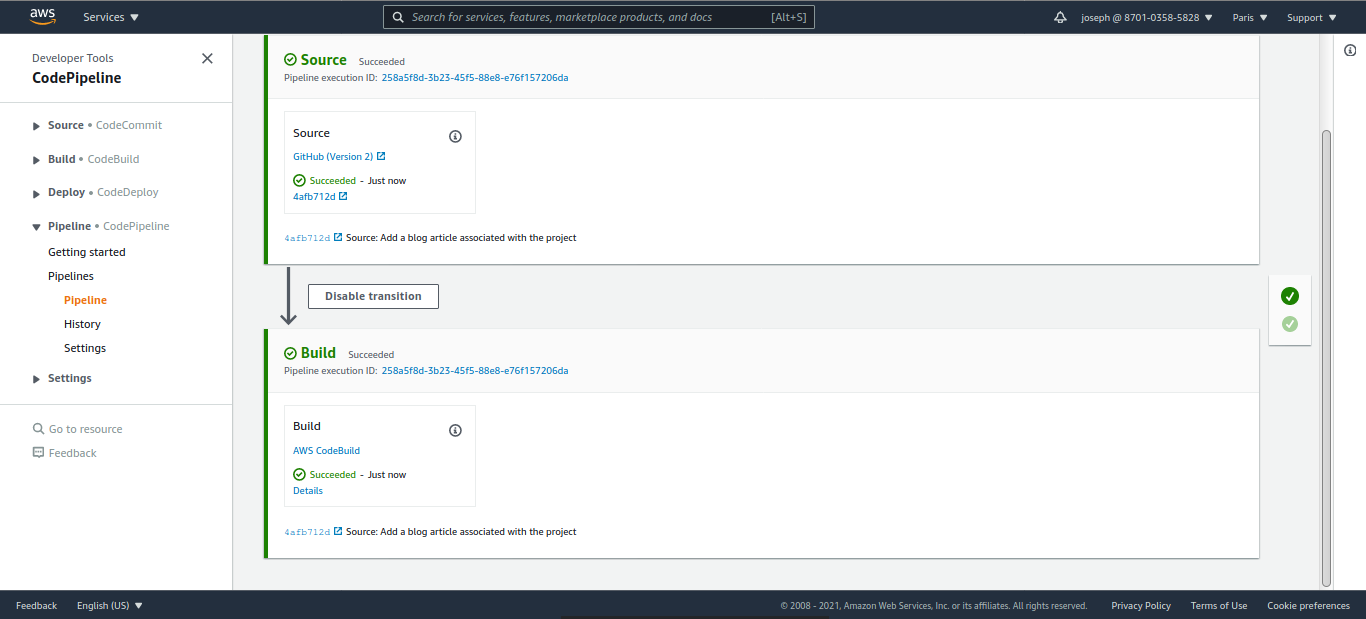 aws Services Search for services, features, marketplace products, and docs [Alt+S] joseph @ 8701-0358-5828 Paris Support
Developer Tools
CodePipeline
Source • CodeCommit
Build • CodeBuild
Deploy • CodeDeploy
Pipeline • CodePipeline
Getting started
Pipelines
Pipeline
History
Settings
Settings
Go to resource
Feedback
Source Succeeded
Pipeline execution ID: 258a5f8d-3b23-45f5-88e8-e76f157206da
Source
GitHub (Version 2)
Succeeded - Just now
4afb712d
4afb712d Source: Add a blog article associated with the project
Disable transition
Build Succeeded
Pipeline execution ID: 258a5f8d-3b23-45f5-88e8-e76f157206da
Build
AWS CodeBuild
Succeeded - Just now
Details
4afb712d Source: Add a blog article associated with the project
Feedback English (US) © 2008 - 2021, Amazon Web Services, Inc. or its affiliates. All rights reserved. Privacy Policy Terms of Use Cookie preferences